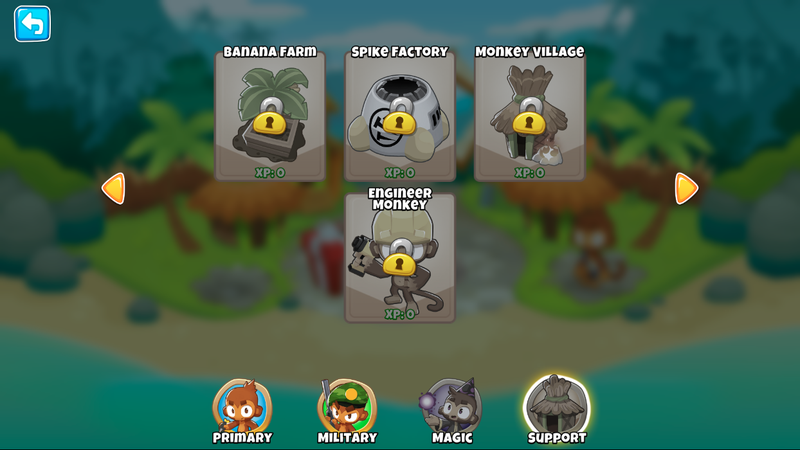 Banana Farm
Spike Factory
Monkey Village
XP: 0
XP: 0
XP: 0
Engineer
Monkey
XP: 0
Primary
Military
Magic
Support